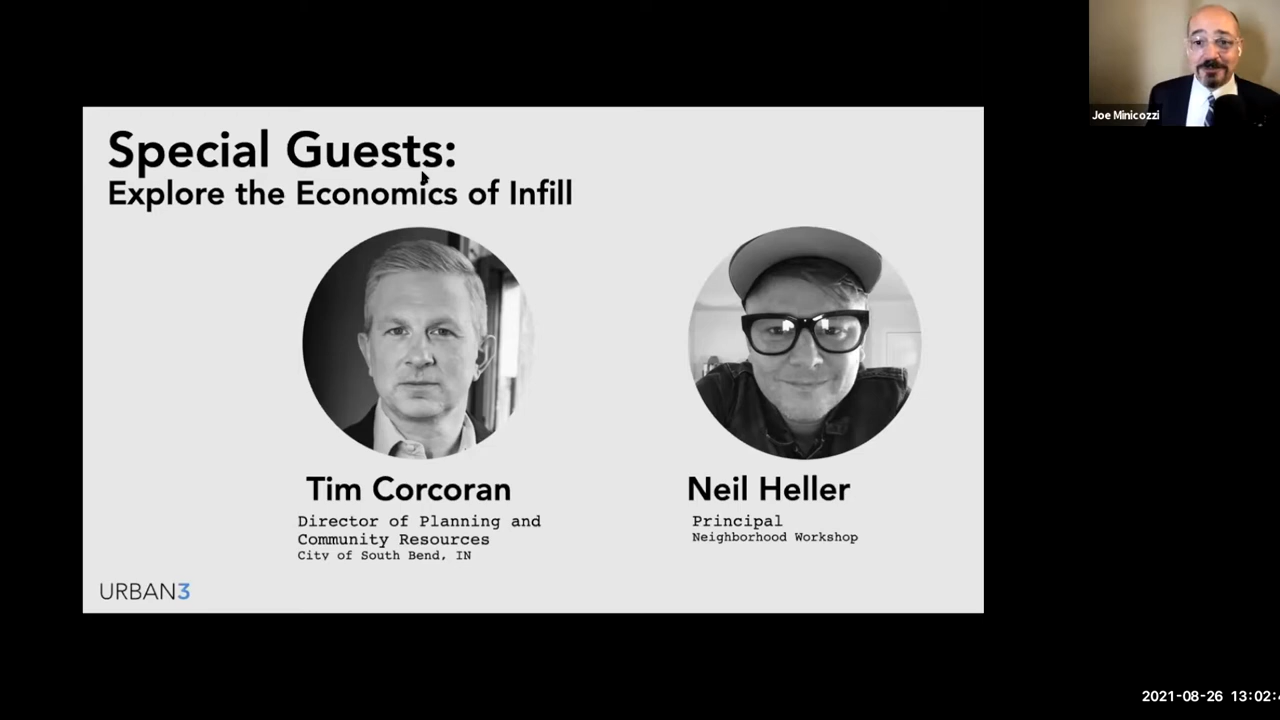 Special Guests:
Explore the Economics of Infill
Joe Minicozzi
Tim Corcoran
Director of Planning and
Community Resources
City of South Bend, IN
Neil Heller
Principal
Neighborhood Workshop
URBAN3
2021-08-26 13:02: